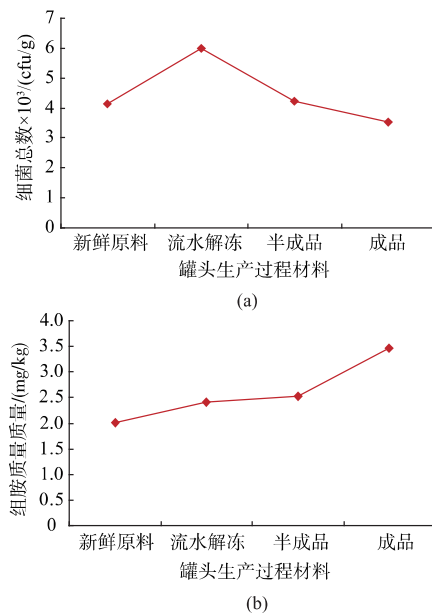 细菌总数×10³/(cfu/g)
7
6
5
4
3
2
1
0
新鲜原料 流水解冻 半成品 成品
罐头生产过程材料
(a)
组胺质量质量/(mg/kg)
4.0
3.5
3.0
2.5
2.0
1.5
1.0
0.5
0
新鲜原料 流水解冻 半成品 成品
罐头生产过程材料
(b)